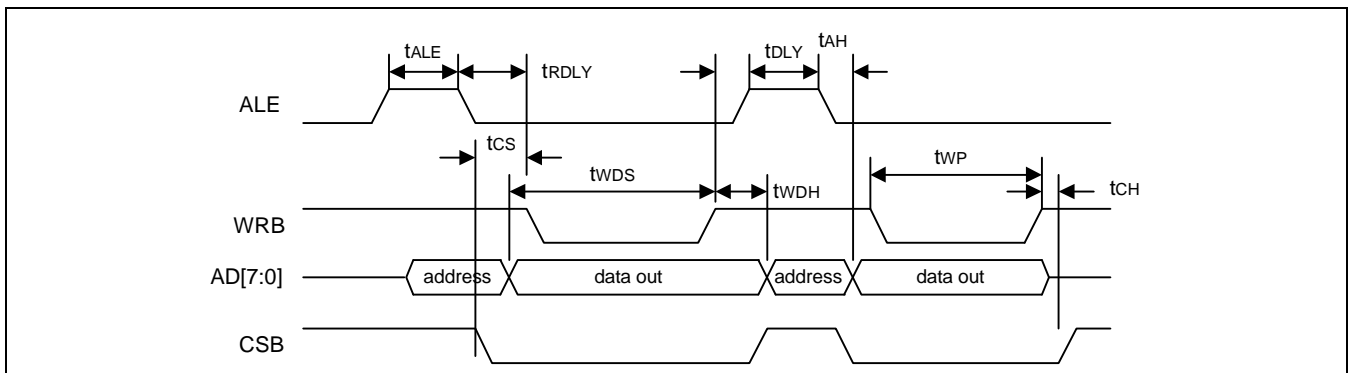 tALE
tRDLY
tDLY
tAH
ALE
tCS
tWDS
tWDH
tWP
tCH
WRB
AD[7:0]
address
data out
address
data out
CSB